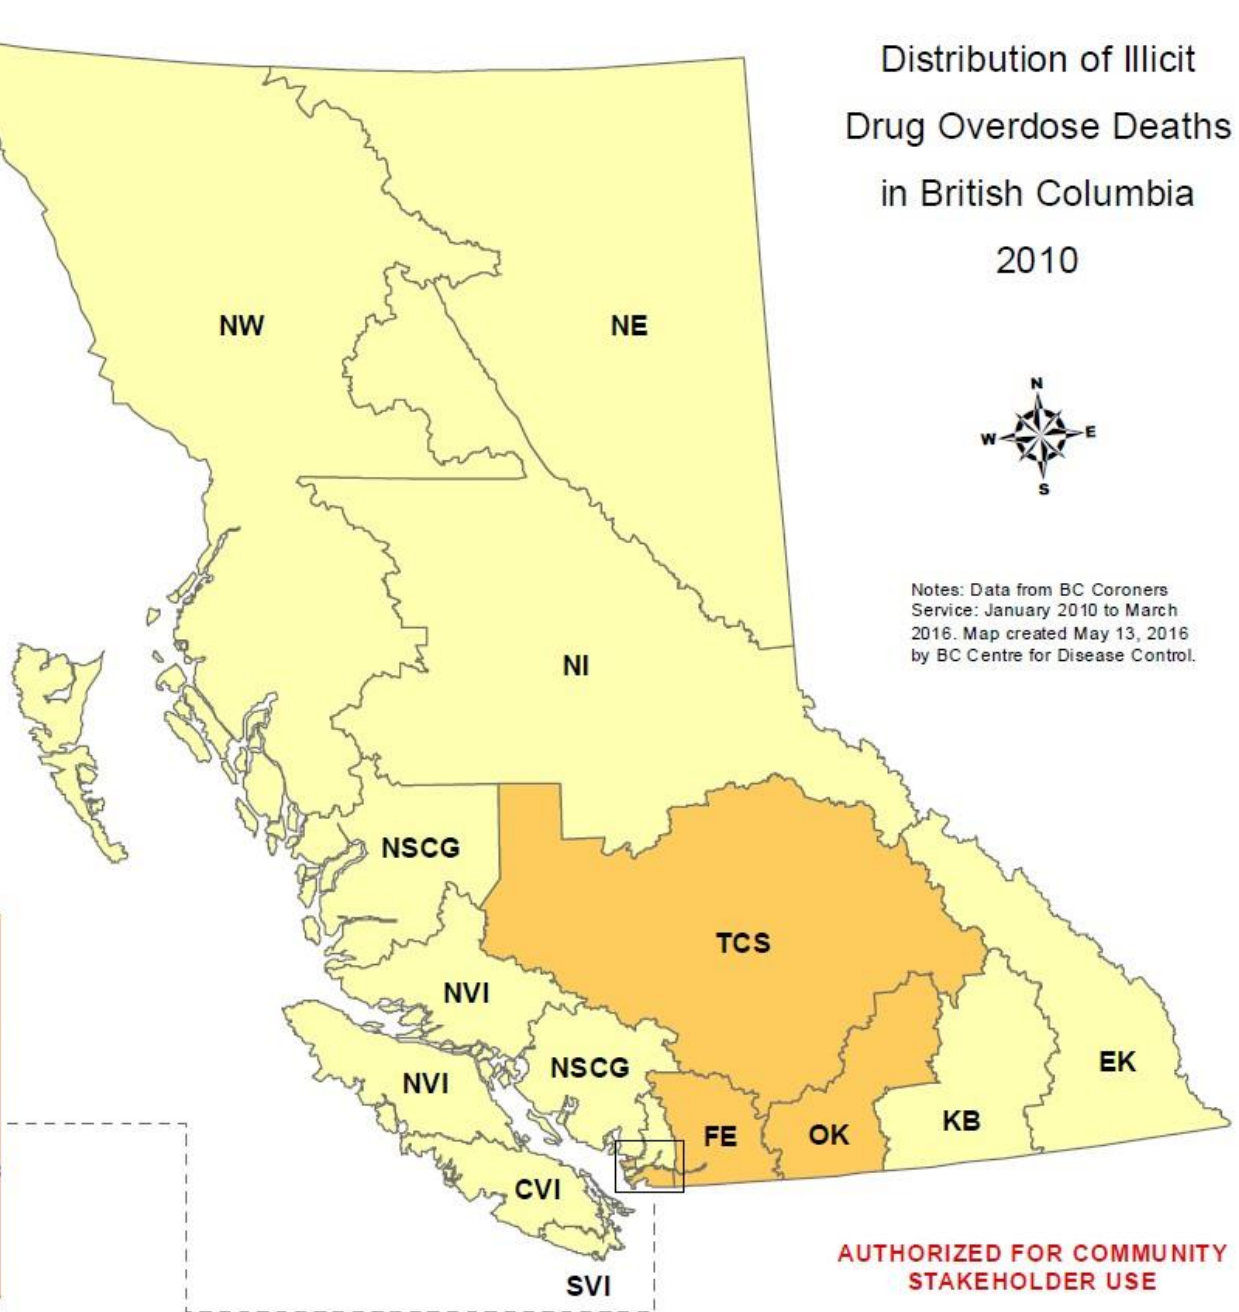 Distribution of Illicit
Drug Overdose Deaths
in British Columbia
2010
NW
NE
N
W
E
S
Notes: Data from BC Coroners
Service: January 2010 to March
2016. Map created May 13, 2016
by BC Centre for Disease Control.
NI
NSCG
TCS
NVI
NSCG
EK
NVI
KB
FE
OK
CVI
SVI
AUTHORIZED FOR COMMUNITY
STAKEHOLDER USE